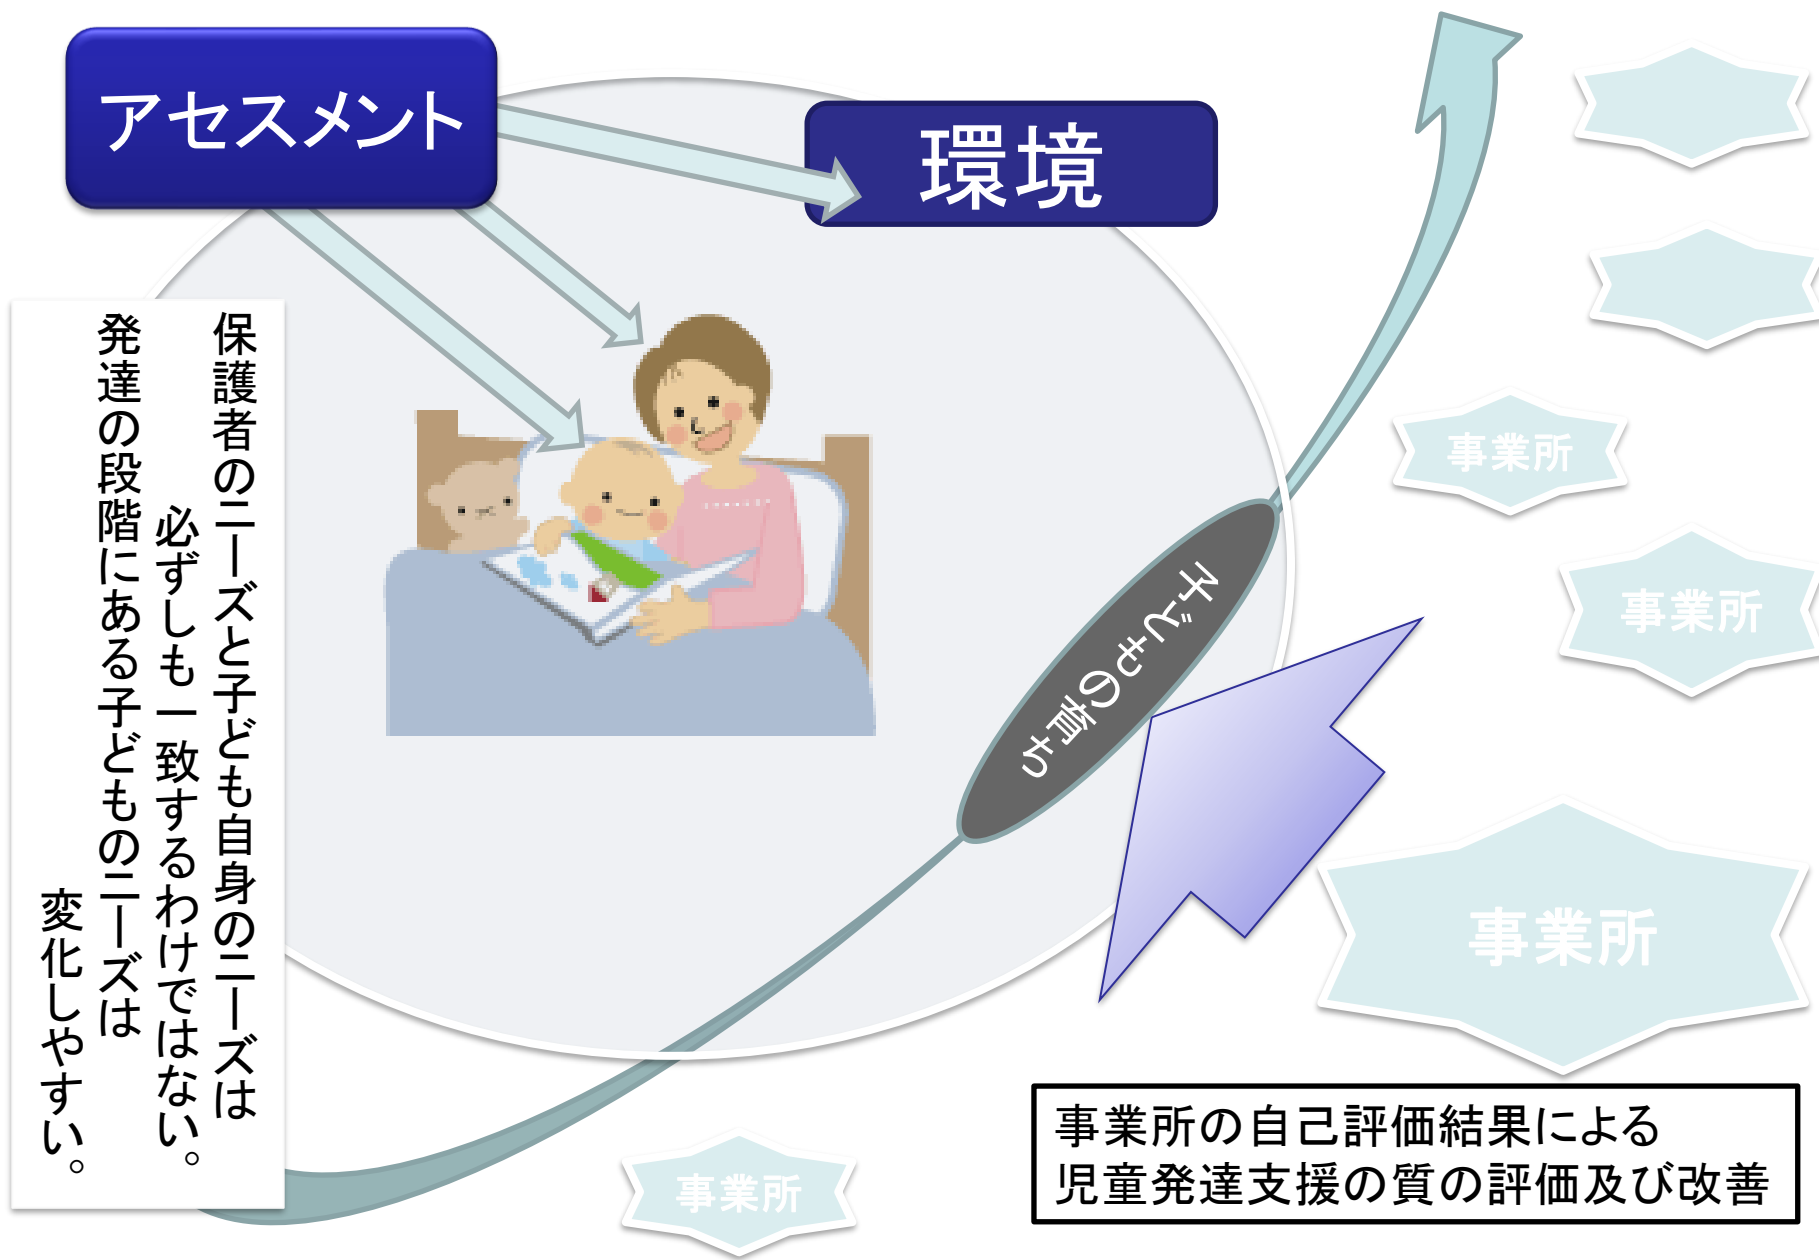 アセスメント
環境
保護者のニーズと子ども自身のニーズは
必ずしも一致するわけではない。
発達の段階にある子どものニーズは
変化しやすい。
子どもの育ち
事業所
事業所
事業所
事業所
事業所の自己評価結果による
児童発達支援の質の評価及び改善